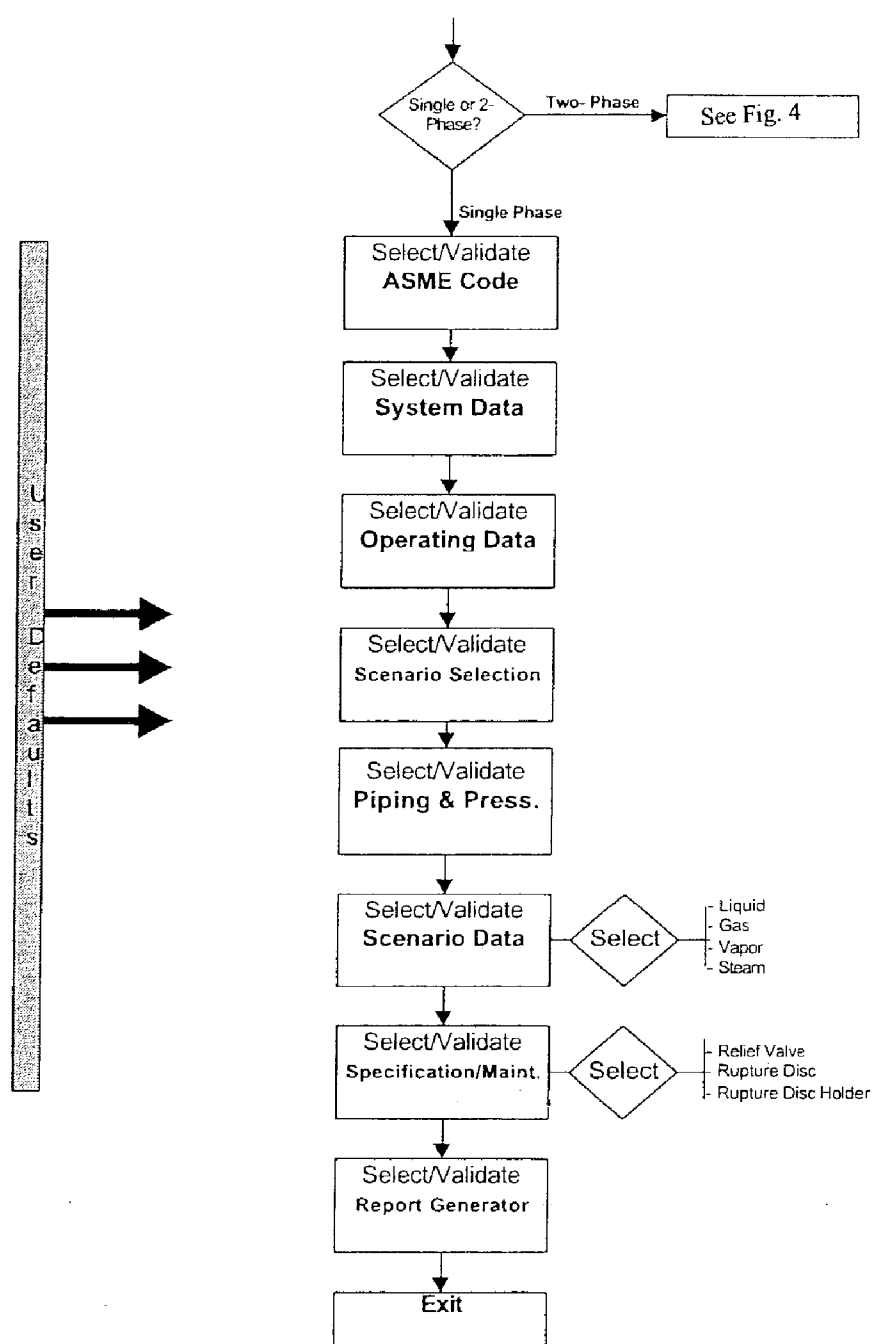 Single or 2-
Phase?
Two- Phase
See Fig. 4
Single Phase
Select/Validate
ASME Code
Select/Validate
System Data
Select/Validate
Operating Data
User Defaults
Select/Validate
Scenario Selection
Select/Validate
Piping & Press.
Select/Validate
Scenario Data
Select
- Liquid
- Gas
- Vapor
- Steam
Select/Validate
Specification/Maint.
Select
- Relief Valve
- Rupture Disc
- Rupture Disc Holder
Select/Validate
Report Generator
Exit